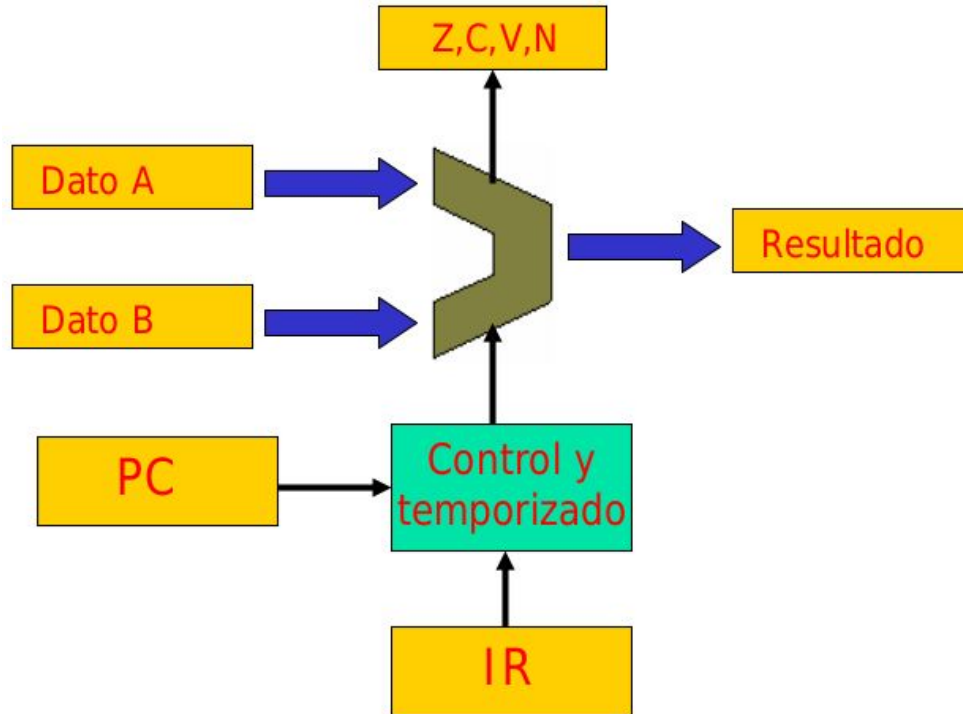 Z,C,V,N
Dato A
Resultado
Dato B
PC
Control y
temporizado
IR